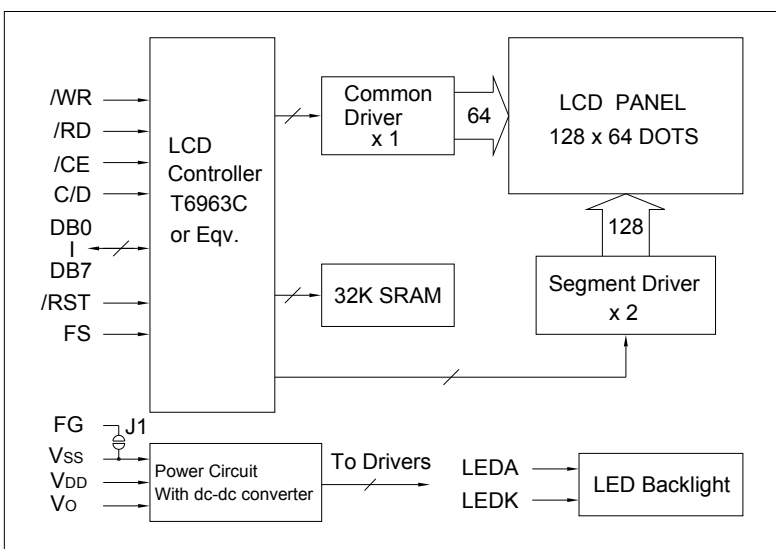 /WR
/RD
/CE
C/D
DB0
I
DB7
/RST
FS
LCD
Controller
T6963C
or Eqv.
Common
Driver
x 1
64
LCD PANEL
128 x 64 DOTS
128
32K SRAM
Segment Driver
x 2
FG
J1
VSS
VDD
VO
Power Circuit
With dc-dc converter
To Drivers
LEDA
LEDK
LED Backlight